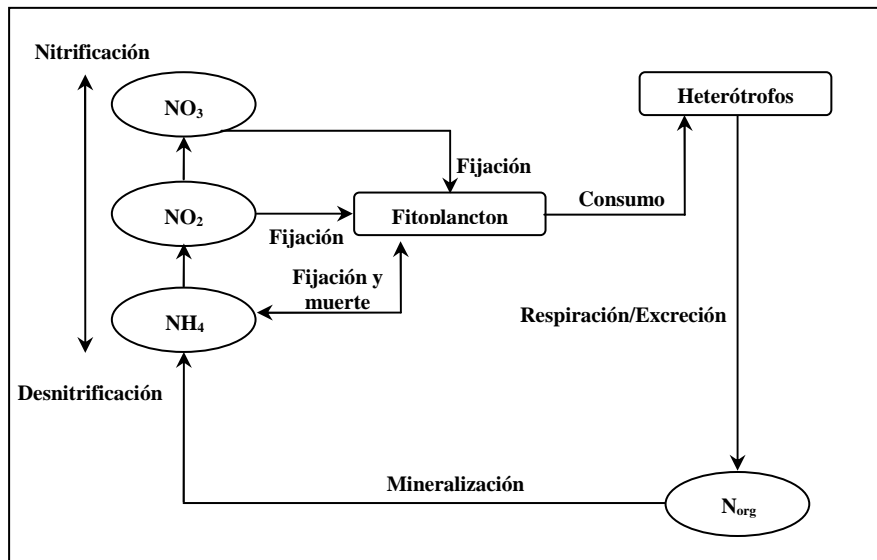 Nitrificación
NO3
Heterótrofos
Fijación
NO2
Fitoplancton
Consumo
Fijación
Fijación y
muerte
NH4
Respiración/Excreción
Desnitrificación
Mineralización
Norg